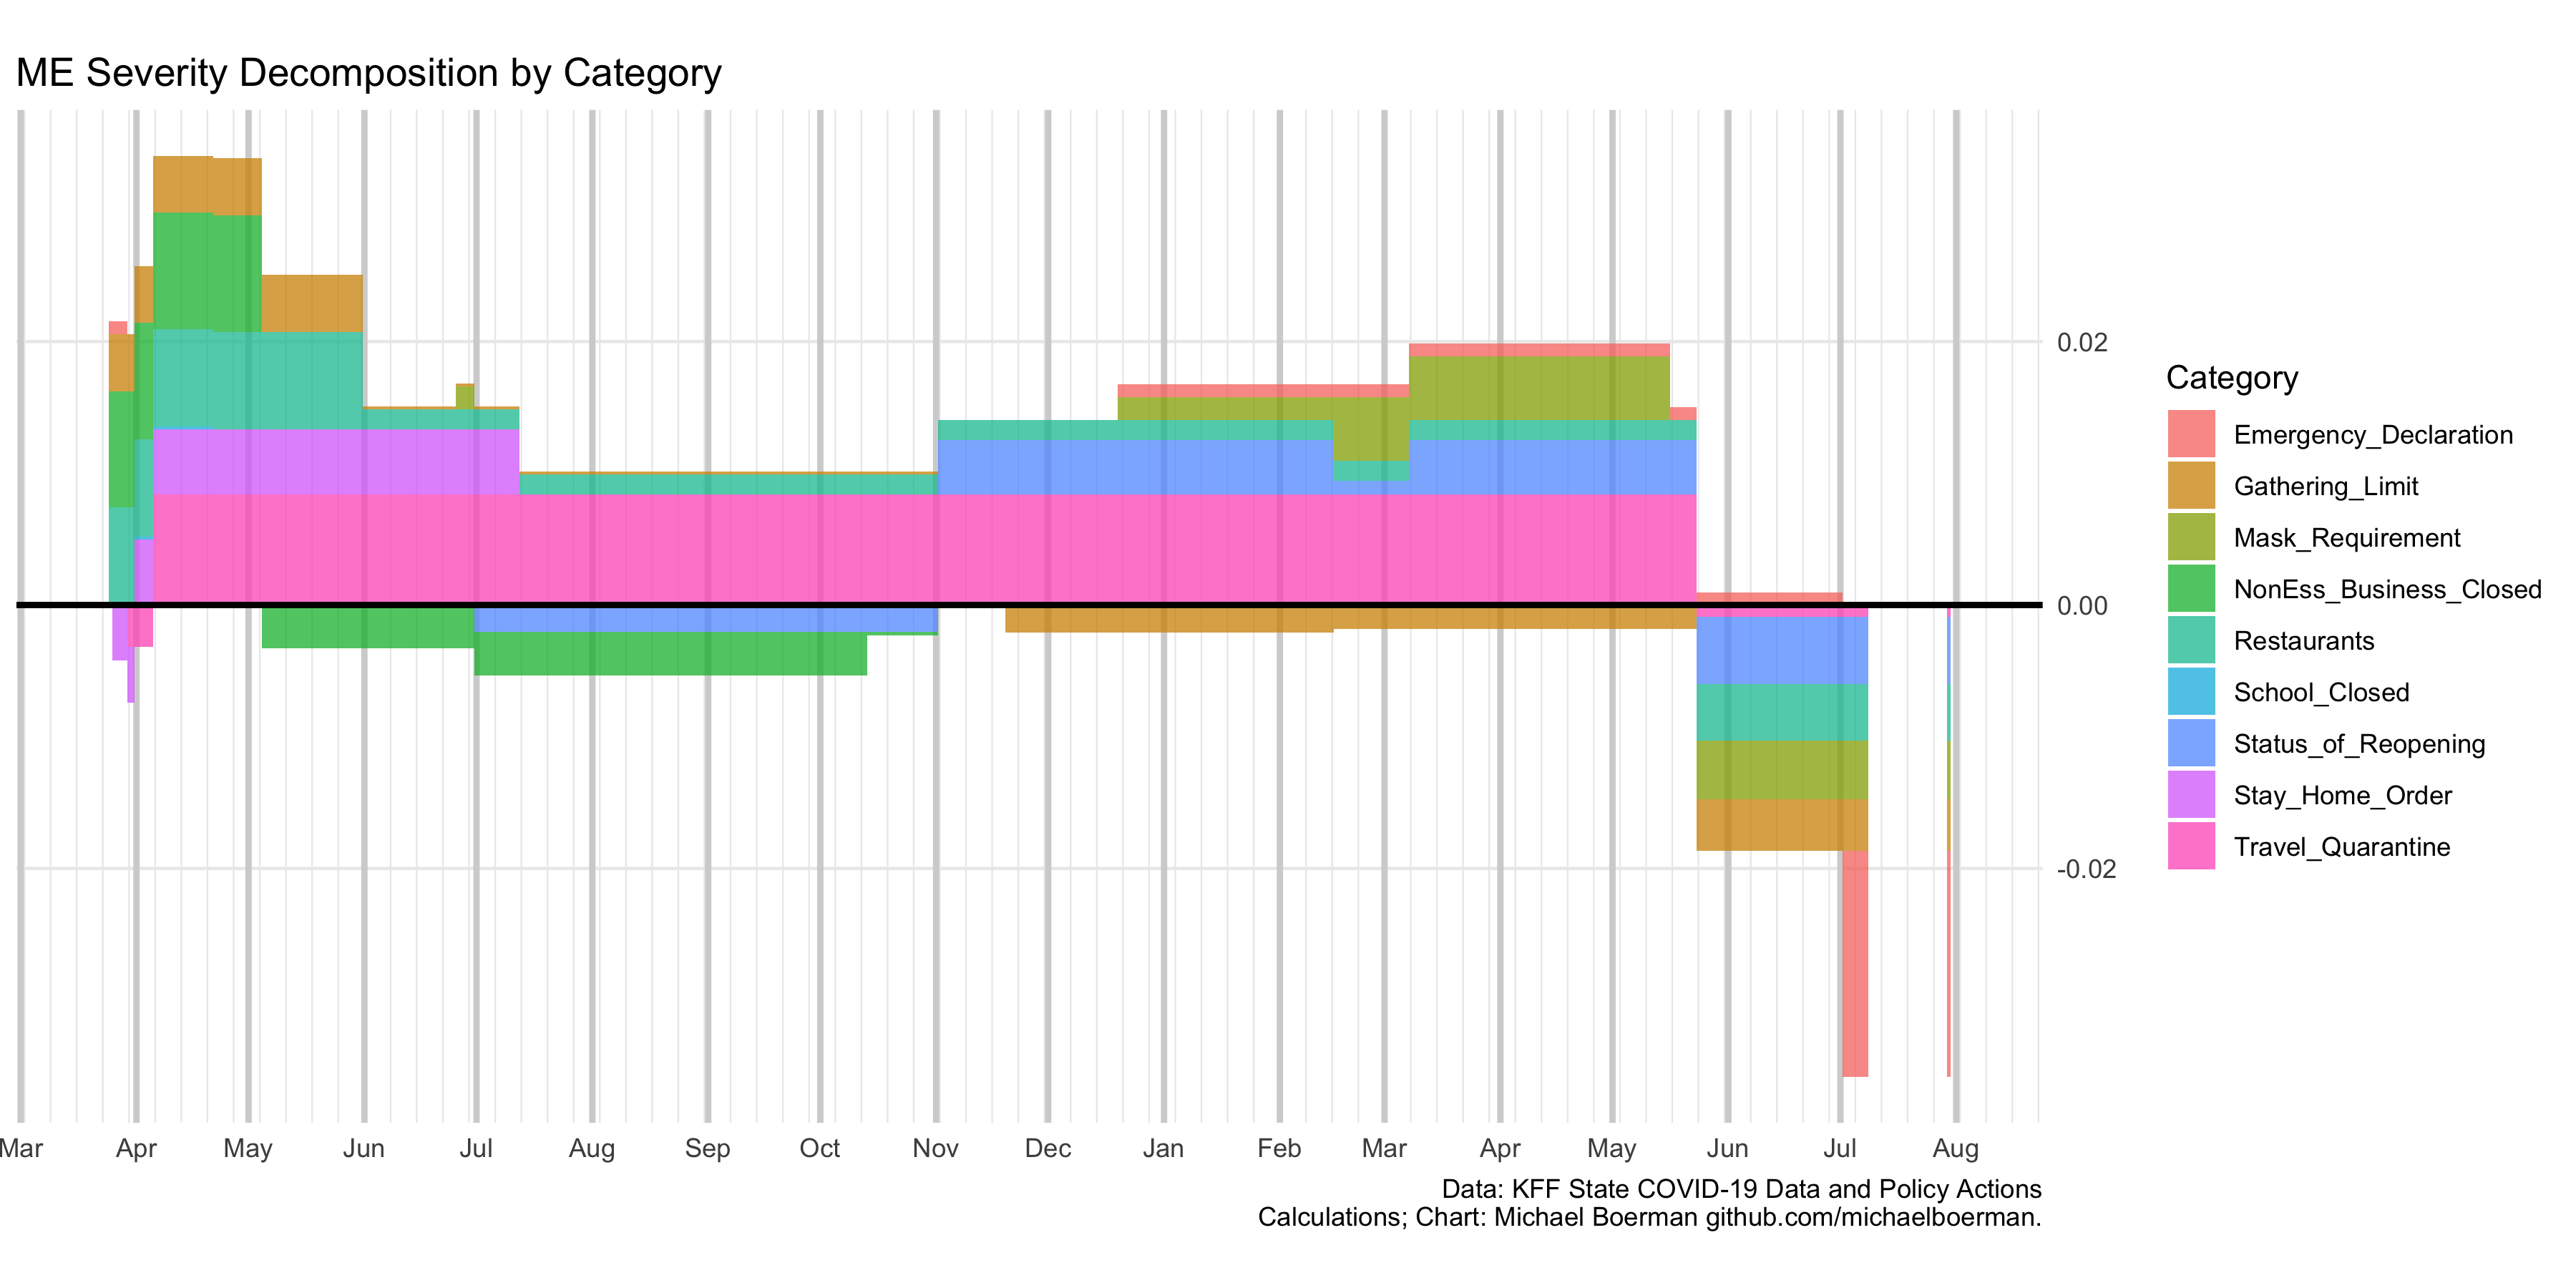 ME Severity Decomposition by Category
0.02
0.00
-0.02
Category
Emergency_Declaration
Gathering_Limit
Mask_Requirement
NonEss_Business_Closed
Restaurants
School_Closed
Status_of_Reopening
Stay_Home_Order
Travel_Quarantine
Mar Apr May Jun Jul Aug Sep Oct Nov Dec Jan Feb Mar Apr May Jun Jul Aug
Data: KFF State COVID-19 Data and Policy Actions
Calculations; Chart: Michael Boerman github.com/michaelboerman.